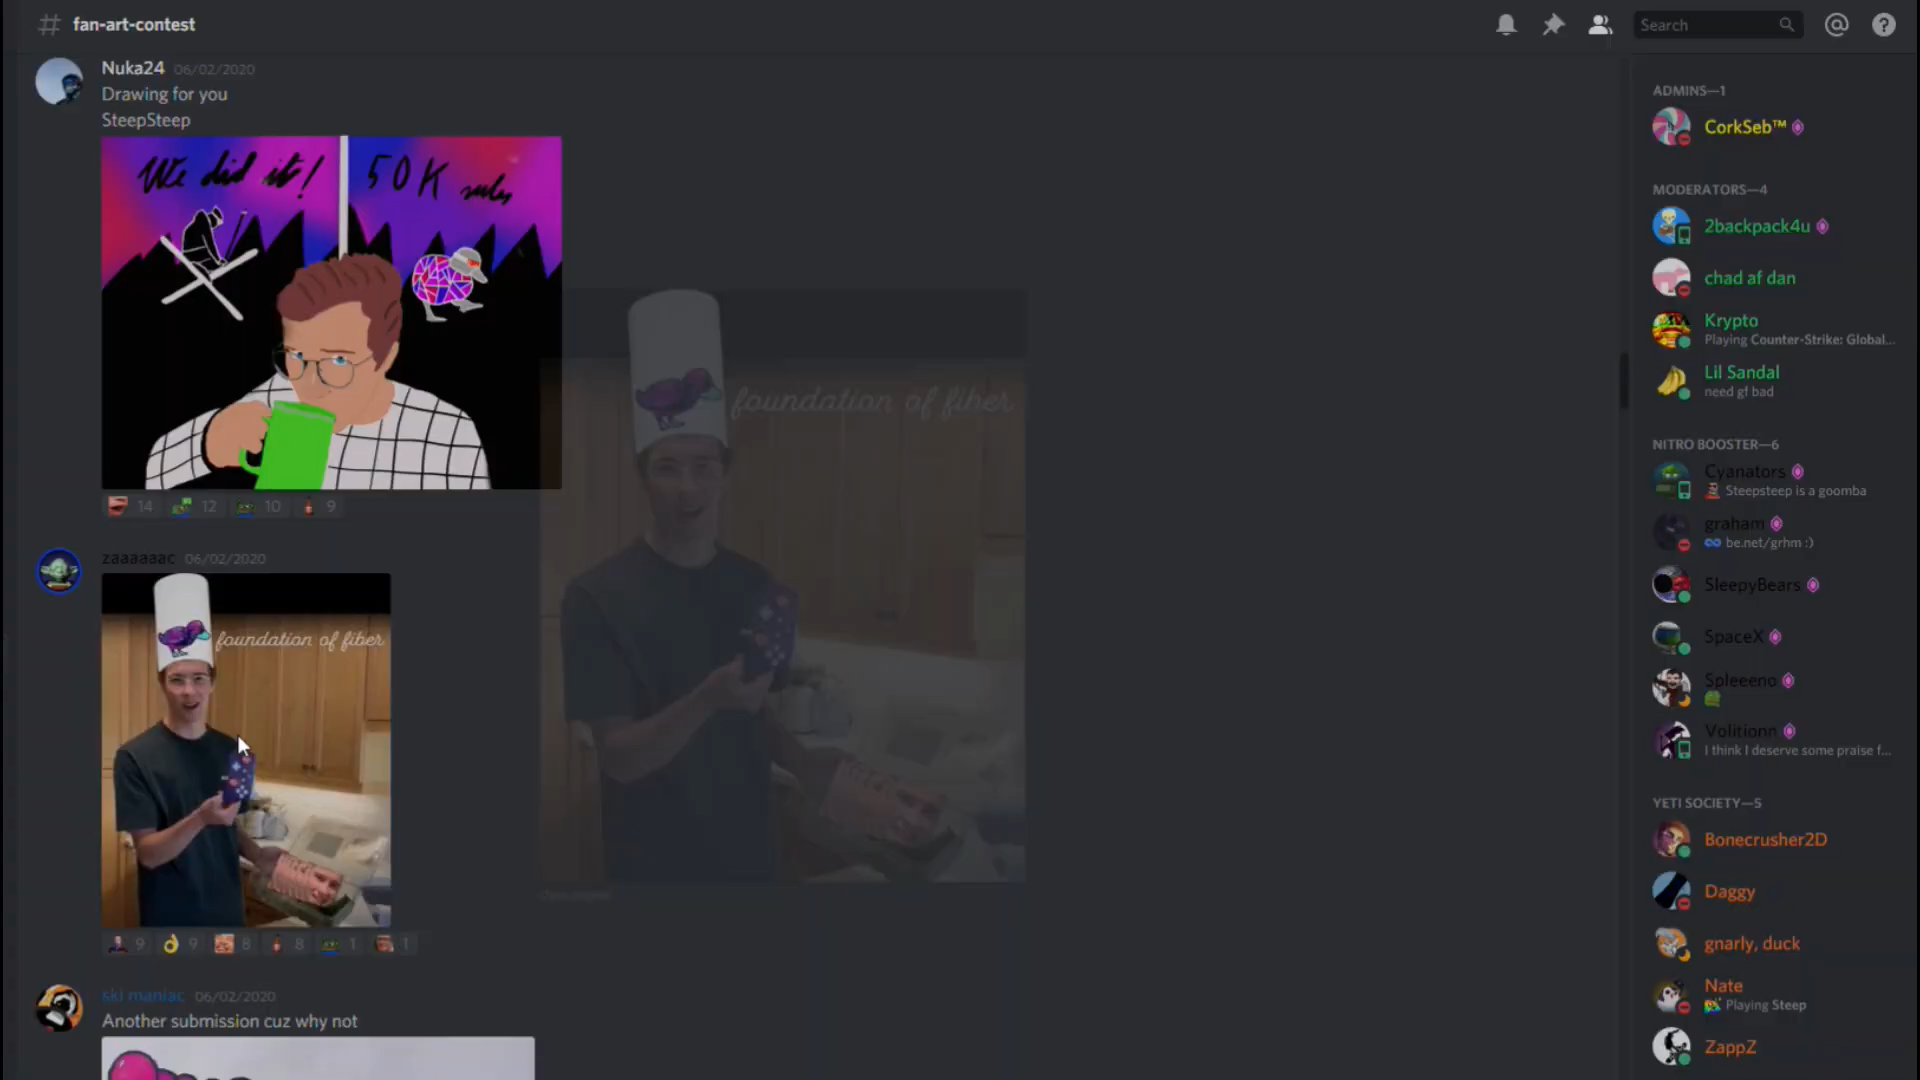 fan-art-contest
Search
Nuka24 06/02/2020
Drawing for you
SteepSteep
We did it!
50K subs
14 12 10 9
zaaaaaac 06/02/2020
foundation of fiber
9 9 8 8 1 1
ski maniac 06/02/2020
Another submission cuz why not
foundation of fiber
ADMINS—1
CorkSeb™
MODERATORS—4
2backpack4u
chad af dan
Krypto
Playing Counter-Strike: Global...
Lil Sandal
need gf bad
NITRO BOOSTER—6
Cyanators
Steepsteep is a goomba
graham
be.net/grhm :)
SleepyBears
SpaceX
Spleeeno
Volitionn
I think I deserve some praise f...
YETI SOCIETY—5
Bonecrusher2D
Daggy
gnarly, duck
Nate
Playing Steep
ZappZ